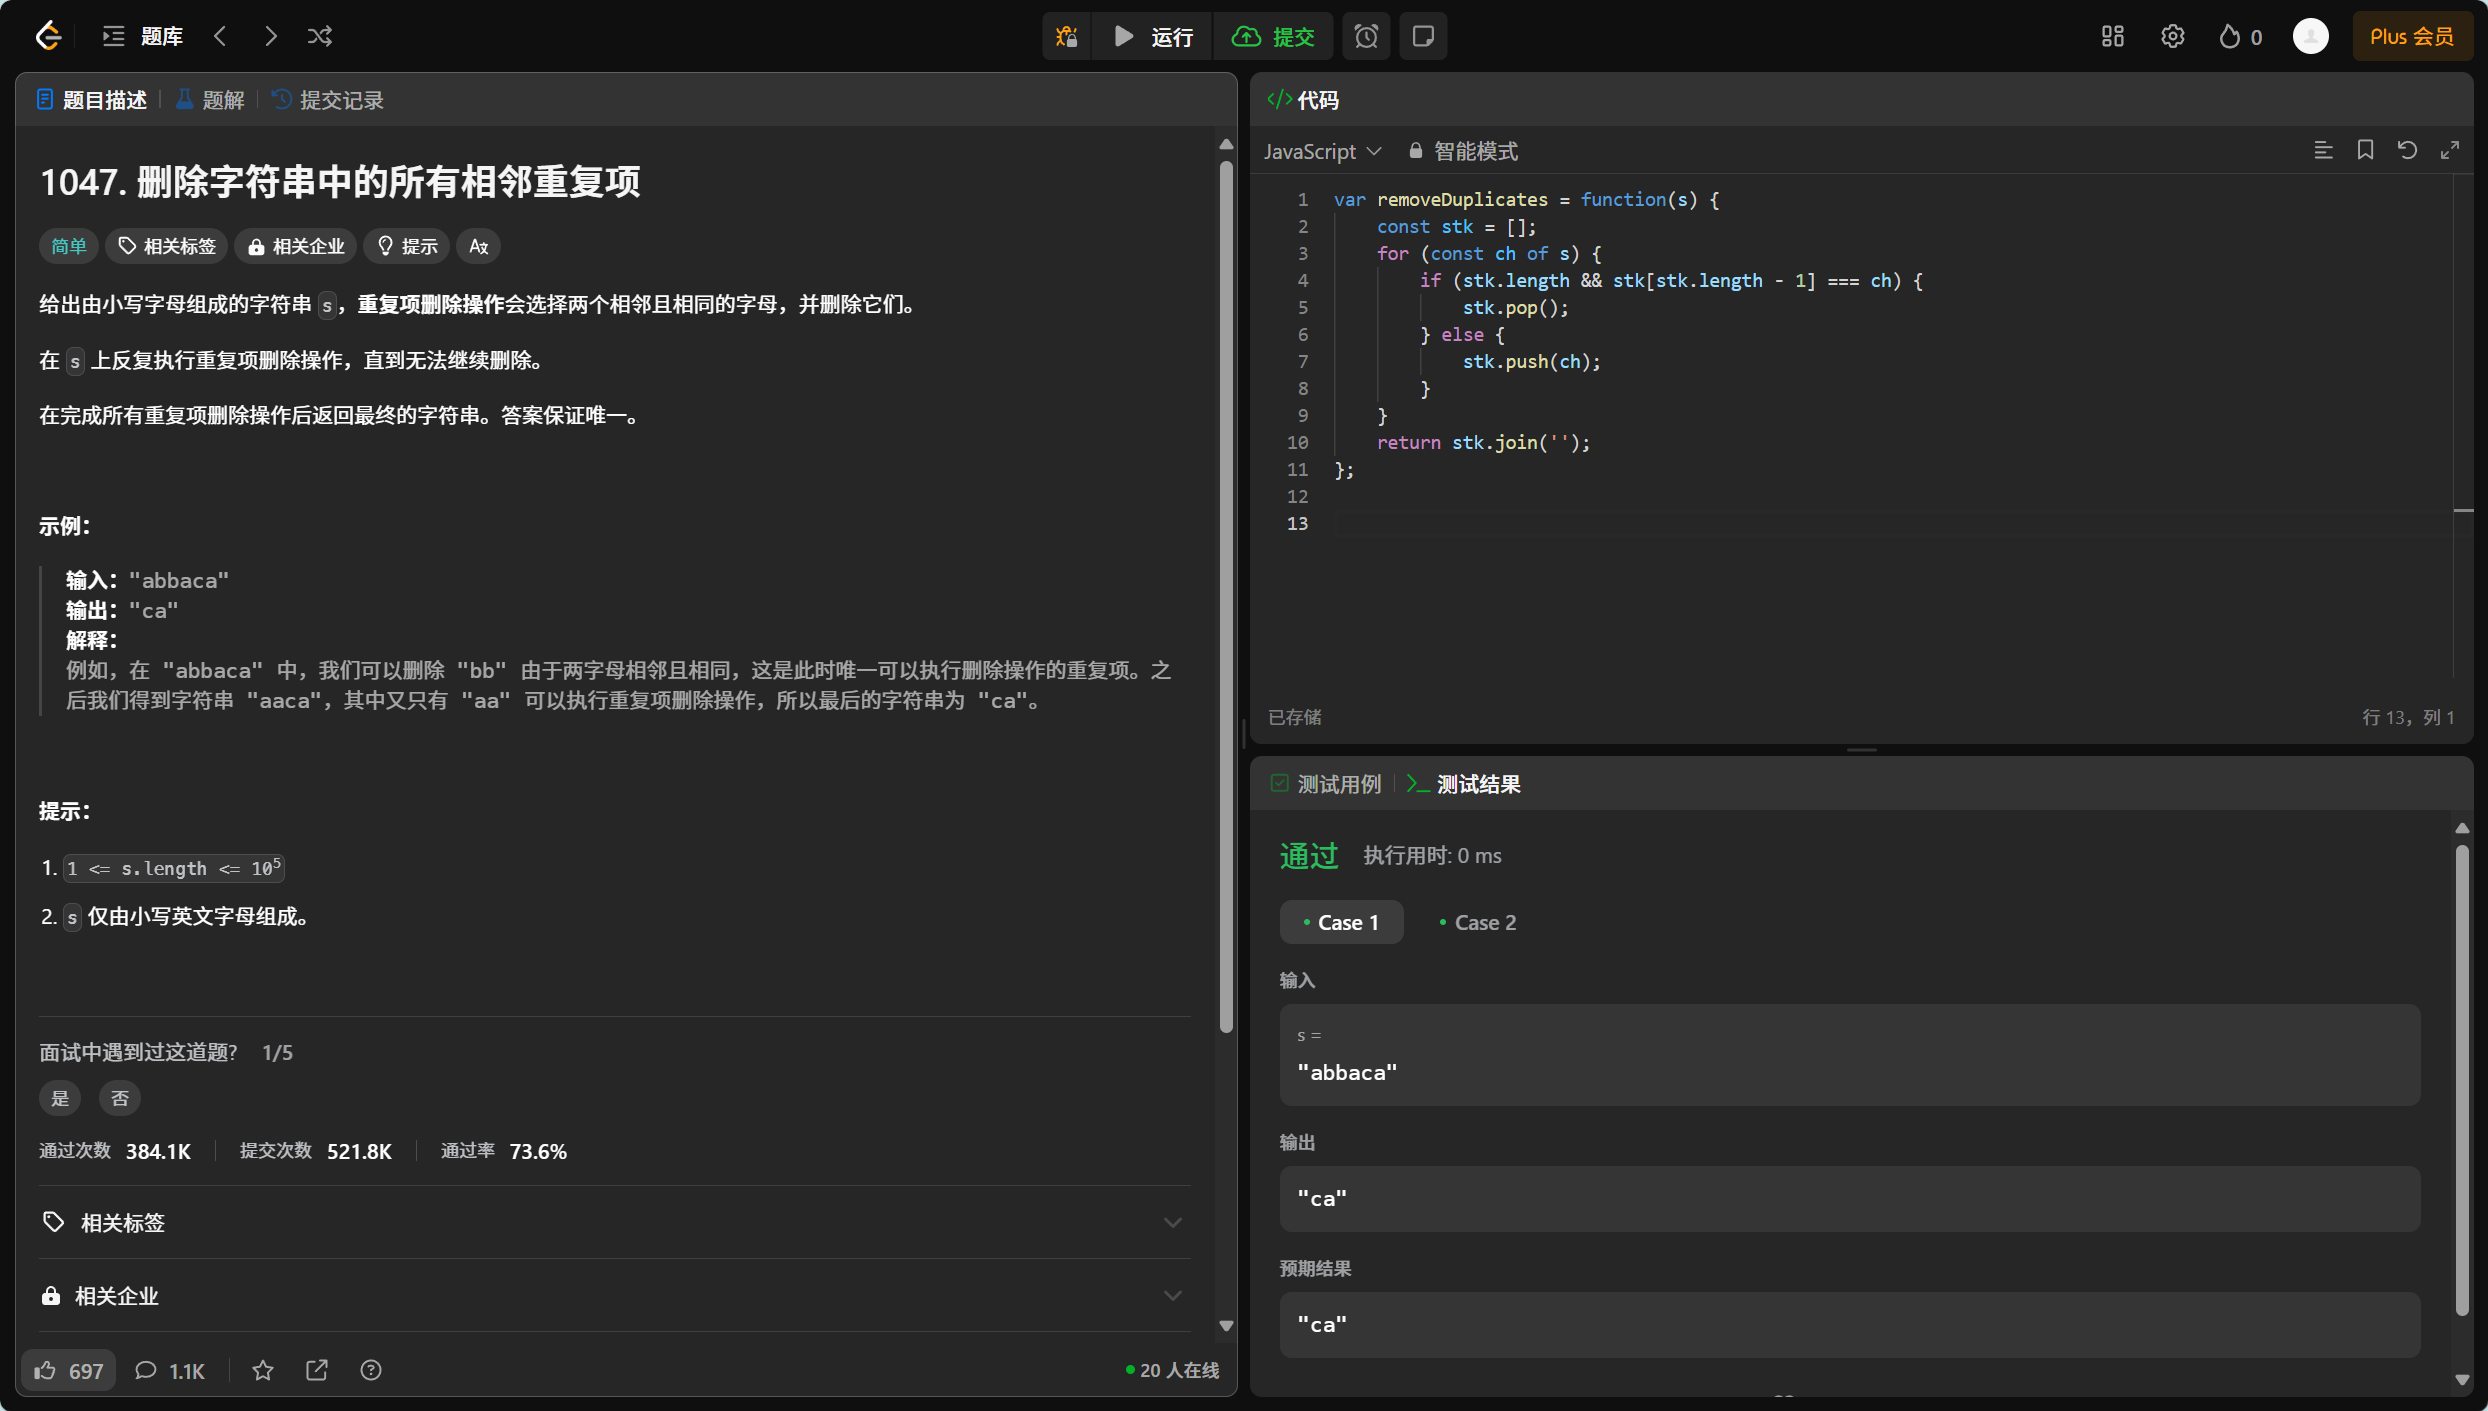 题库
运行
提交
0
Plus 会员
题目描述
题解
提交记录
1047. 删除字符串中的所有相邻重复项
简单
相关标签
相关企业
提示
给出由小写字母组成的字符串 s，重复项删除操作会选择两个相邻且相同的字母，并删除它们。
在 s 上反复执行重复项删除操作，直到无法继续删除。
在完成所有重复项删除操作后返回最终的字符串。答案保证唯一。
示例：
输入："abbaca"
输出："ca"
解释：
例如，在 "abbaca" 中，我们可以删除 "bb" 由于两字母相邻且相同，这是此时唯一可以执行删除操作的重复项。之
后我们得到字符串 "aaca"，其中又只有 "aa" 可以执行重复项删除操作，所以最后的字符串为 "ca"。
提示：
1. 1 <= s.length <= 10⁵
2. s 仅由小写英文字母组成。
面试中遇到过这道题? 1/5
是
否
通过次数 384.1K
提交次数 521.8K
通过率 73.6%
相关标签
相关企业
697
1.1K
20 人在线
</> 代码
JavaScript
智能模式
1 var removeDuplicates = function(s) {
2     const stk = [];
3     for (const ch of s) {
4         if (stk.length && stk[stk.length - 1] === ch) {
5             stk.pop();
6         } else {
7             stk.push(ch);
8         }
9     }
10     return stk.join('');
11 };
12
13
已存储
行 13，列 1
测试用例
测试结果
通过
执行用时: 0 ms
Case 1
Case 2
输入
s =
"abbaca"
输出
"ca"
预期结果
"ca"